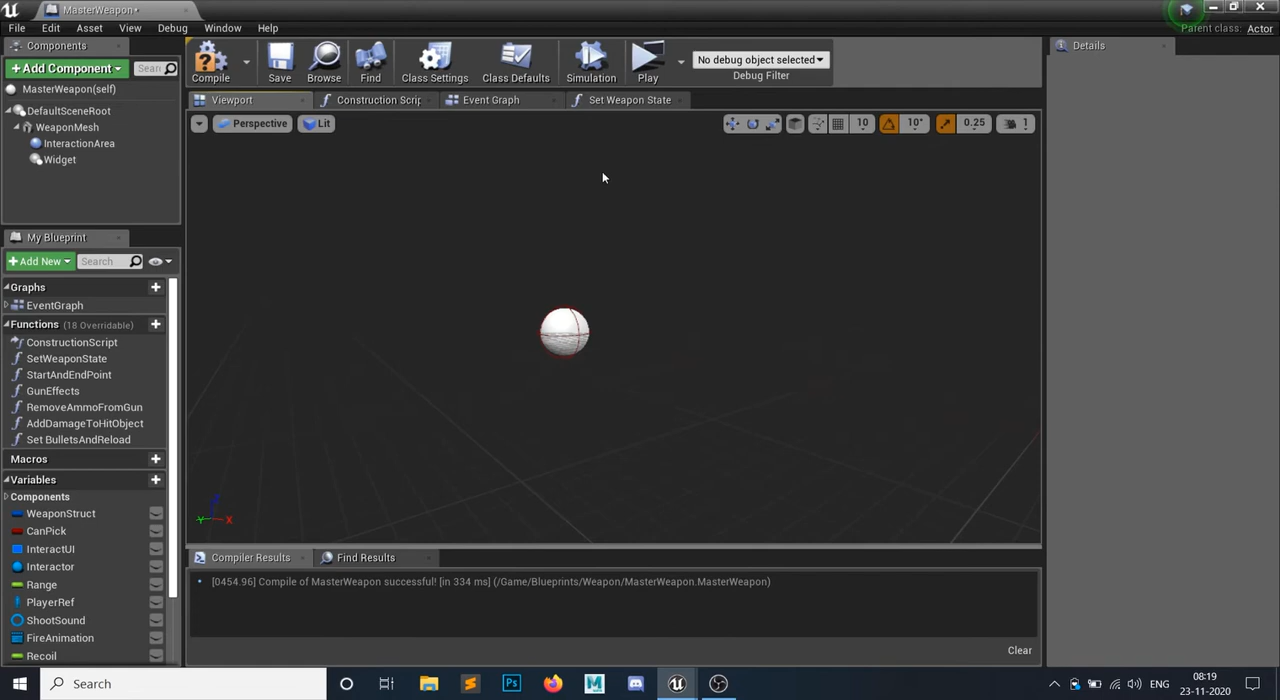 MasterWeapon*
File Edit Asset View Debug Window Help
Parent class: Actor
Components
Add Component
Sear
MasterWeapon(self)
DefaultSceneRoot
WeaponMesh
InteractionArea
Widget
Compile
Save
Browse
Find
Class Settings
Class Defaults
Simulation
Play
No debug object selected
Debug Filter
Details
Viewport
Construction Scrip
Event Graph
Set Weapon State
Perspective
Lit
10
10°
0.25
1
X
Y
My Blueprint
Add New
Search
Graphs
EventGraph
Functions (18 Overridable)
ConstructionScript
SetWeaponState
StartAndEndPoint
GunEffects
RemoveAmmoFromGun
AddDamageToHitObject
Set BulletsAndReload
Macros
Variables
Components
WeaponStruct
CanPick
InteractUI
Interactor
Range
PlayerRef
ShootSound
FireAnimation
Recoil
Compiler Results
Find Results
[0454.96] Compile of MasterWeapon successful! [in 334 ms] (/Game/Blueprints/Weapon/MasterWeapon.MasterWeapon)
Clear
Search
Ps
M
ENG
08:19
23-11-2020